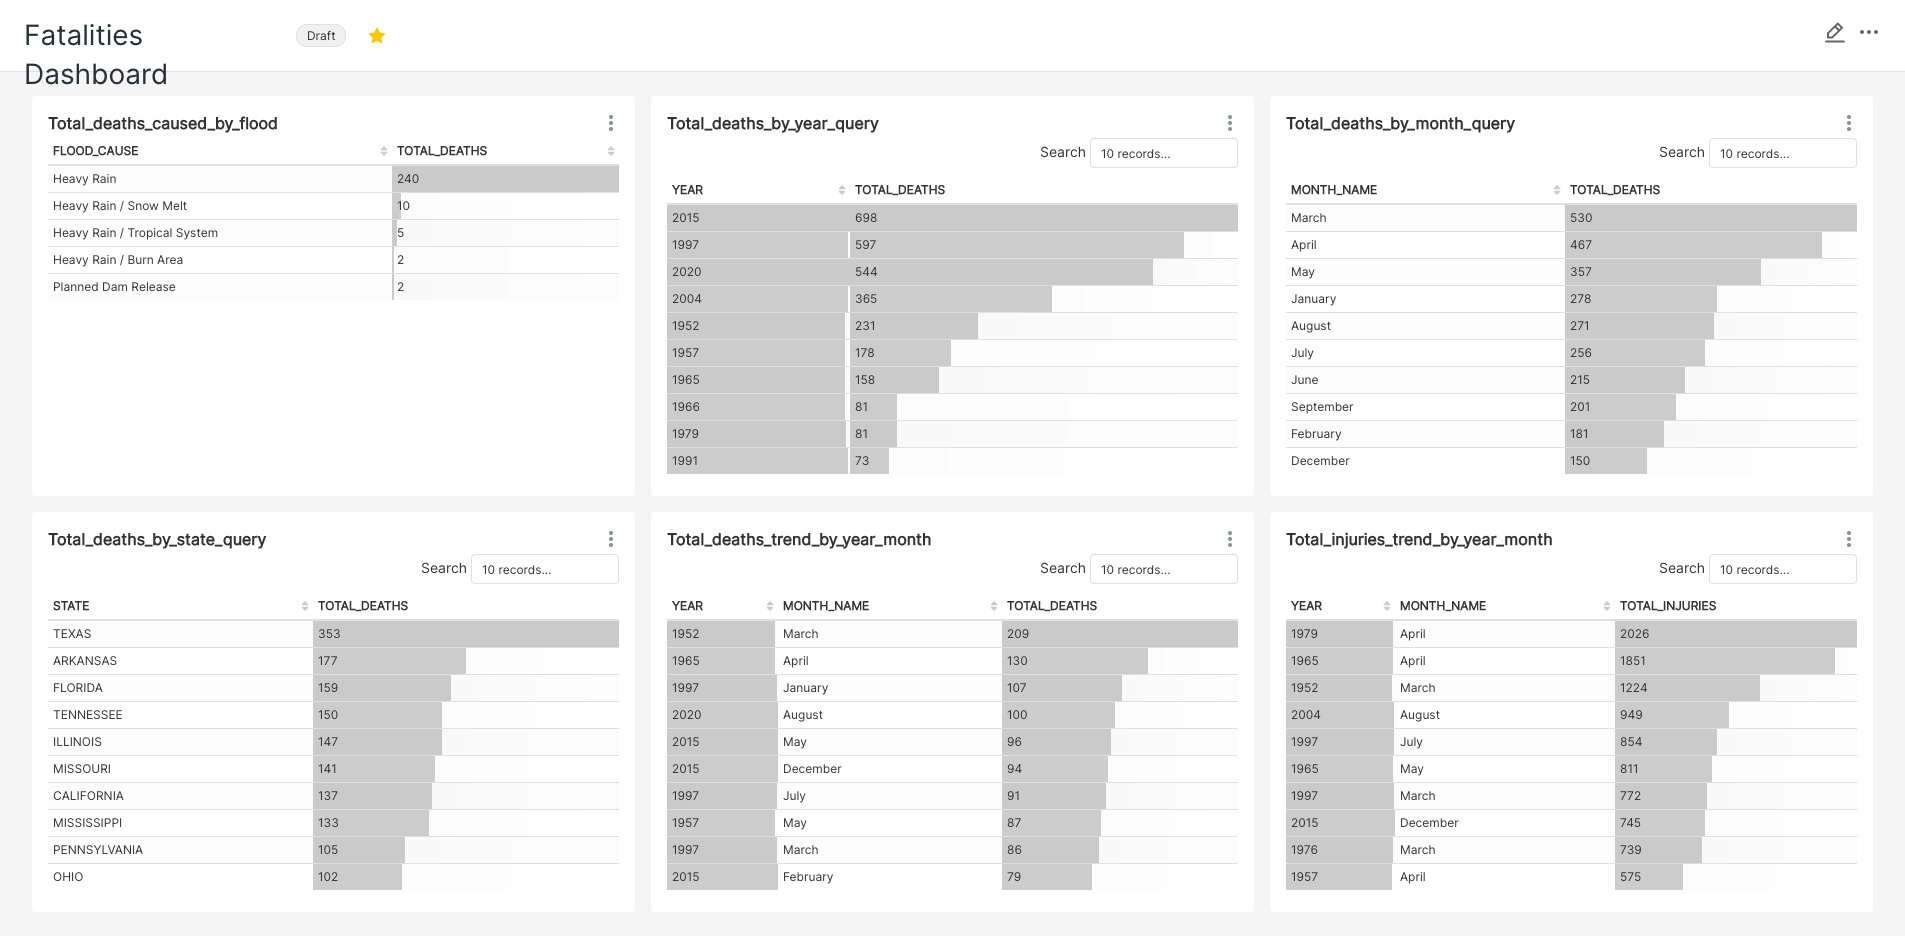 Fatalities
Dashboard
Draft
Total_deaths_caused_by_flood
FLOOD_CAUSE TOTAL_DEATHS
Heavy Rain 240
Heavy Rain / Snow Melt 10
Heavy Rain / Tropical System 5
Heavy Rain / Burn Area 2
Planned Dam Release 2
Total_deaths_by_year_query
Search 10 records...
YEAR TOTAL_DEATHS
2015 698
1997 597
2020 544
2004 365
1952 231
1957 178
1965 158
1966 81
1979 81
1991 73
Total_deaths_by_month_query
Search 10 records...
MONTH_NAME TOTAL_DEATHS
March 530
April 467
May 357
January 278
August 271
July 256
June 215
September 201
February 181
December 150
Total_deaths_by_state_query
Search 10 records...
STATE TOTAL_DEATHS
TEXAS 353
ARKANSAS 177
FLORIDA 159
TENNESSEE 150
ILLINOIS 147
MISSOURI 141
CALIFORNIA 137
MISSISSIPPI 133
PENNSYLVANIA 105
OHIO 102
Total_deaths_trend_by_year_month
Search 10 records...
YEAR MONTH_NAME TOTAL_DEATHS
1952 March 209
1965 April 130
1997 January 107
2020 August 100
2015 May 96
2015 December 94
1997 July 91
1957 May 87
1997 March 86
2015 February 79
Total_injuries_trend_by_year_month
Search 10 records...
YEAR MONTH_NAME TOTAL_INJURIES
1979 April 2026
1965 April 1851
1952 March 1224
2004 August 949
1997 July 854
1965 May 811
1997 March 772
2015 December 745
1976 March 739
1957 April 575